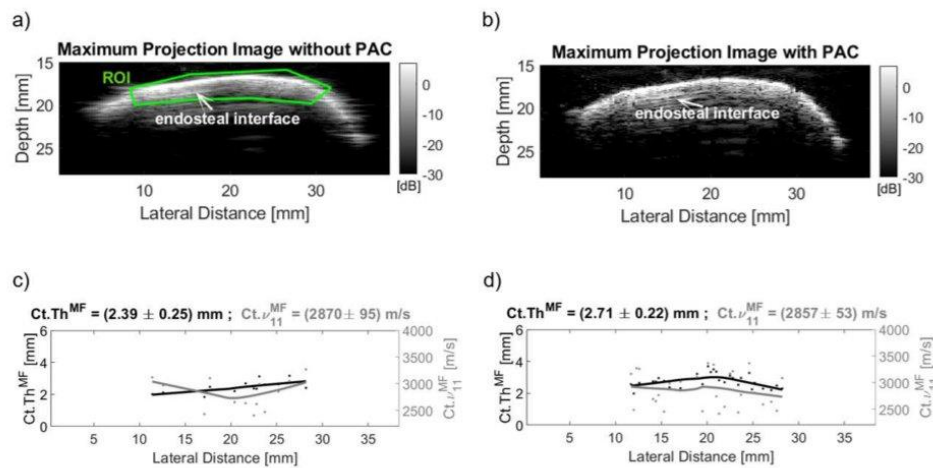 a)
Maximum Projection Image without PAC
15
20
25
Depth [mm]
ROI
endosteal interface
10 20 30
Lateral Distance [mm]
0
-10
-20
-30
[dB]
b)
Maximum Projection Image with PAC
15
20
25
Depth [mm]
endosteal interface
10 20 30
Lateral Distance [mm]
0
-10
-20
-30
[dB]
c)
Ct.Th^MF = (2.39 ± 0.25) mm ; Ct.ν₁₁^MF = (2870± 95) m/s
6
4
2
0
Ct.Th^MF [mm]
4000
3500
3000
2500
Ct.ν₁₁^MF [m/s]
5 10 15 20 25 30 35
Lateral Distance [mm]
d)
Ct.Th^MF = (2.71 ± 0.22) mm ; Ct.ν₁₁^MF = (2857± 53) m/s
6
4
2
0
Ct.Th^MF [mm]
4000
3500
3000
2500
Ct.ν₁₁^MF [m/s]
5 10 15 20 25 30 35
Lateral Distance [mm]